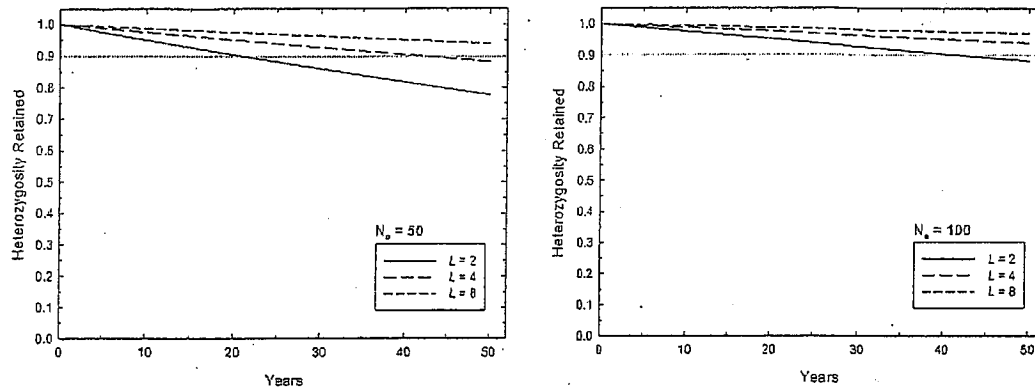 Heterozygosity Retained
1.0
0.9
0.8
0.7
0.6
0.5
0.4
0.3
0.2
0.1
0.0
Nₑ = 50
L = 2
L = 4
L = 8
0 10 20 30 40 50
Years
Heterozygosity Retained
1.0
0.9
0.8
0.7
0.6
0.5
0.4
0.3
0.2
0.1
0.0
Nₑ = 100
L = 2
L = 4
L = 8
0 10 20 30 40 50
Years